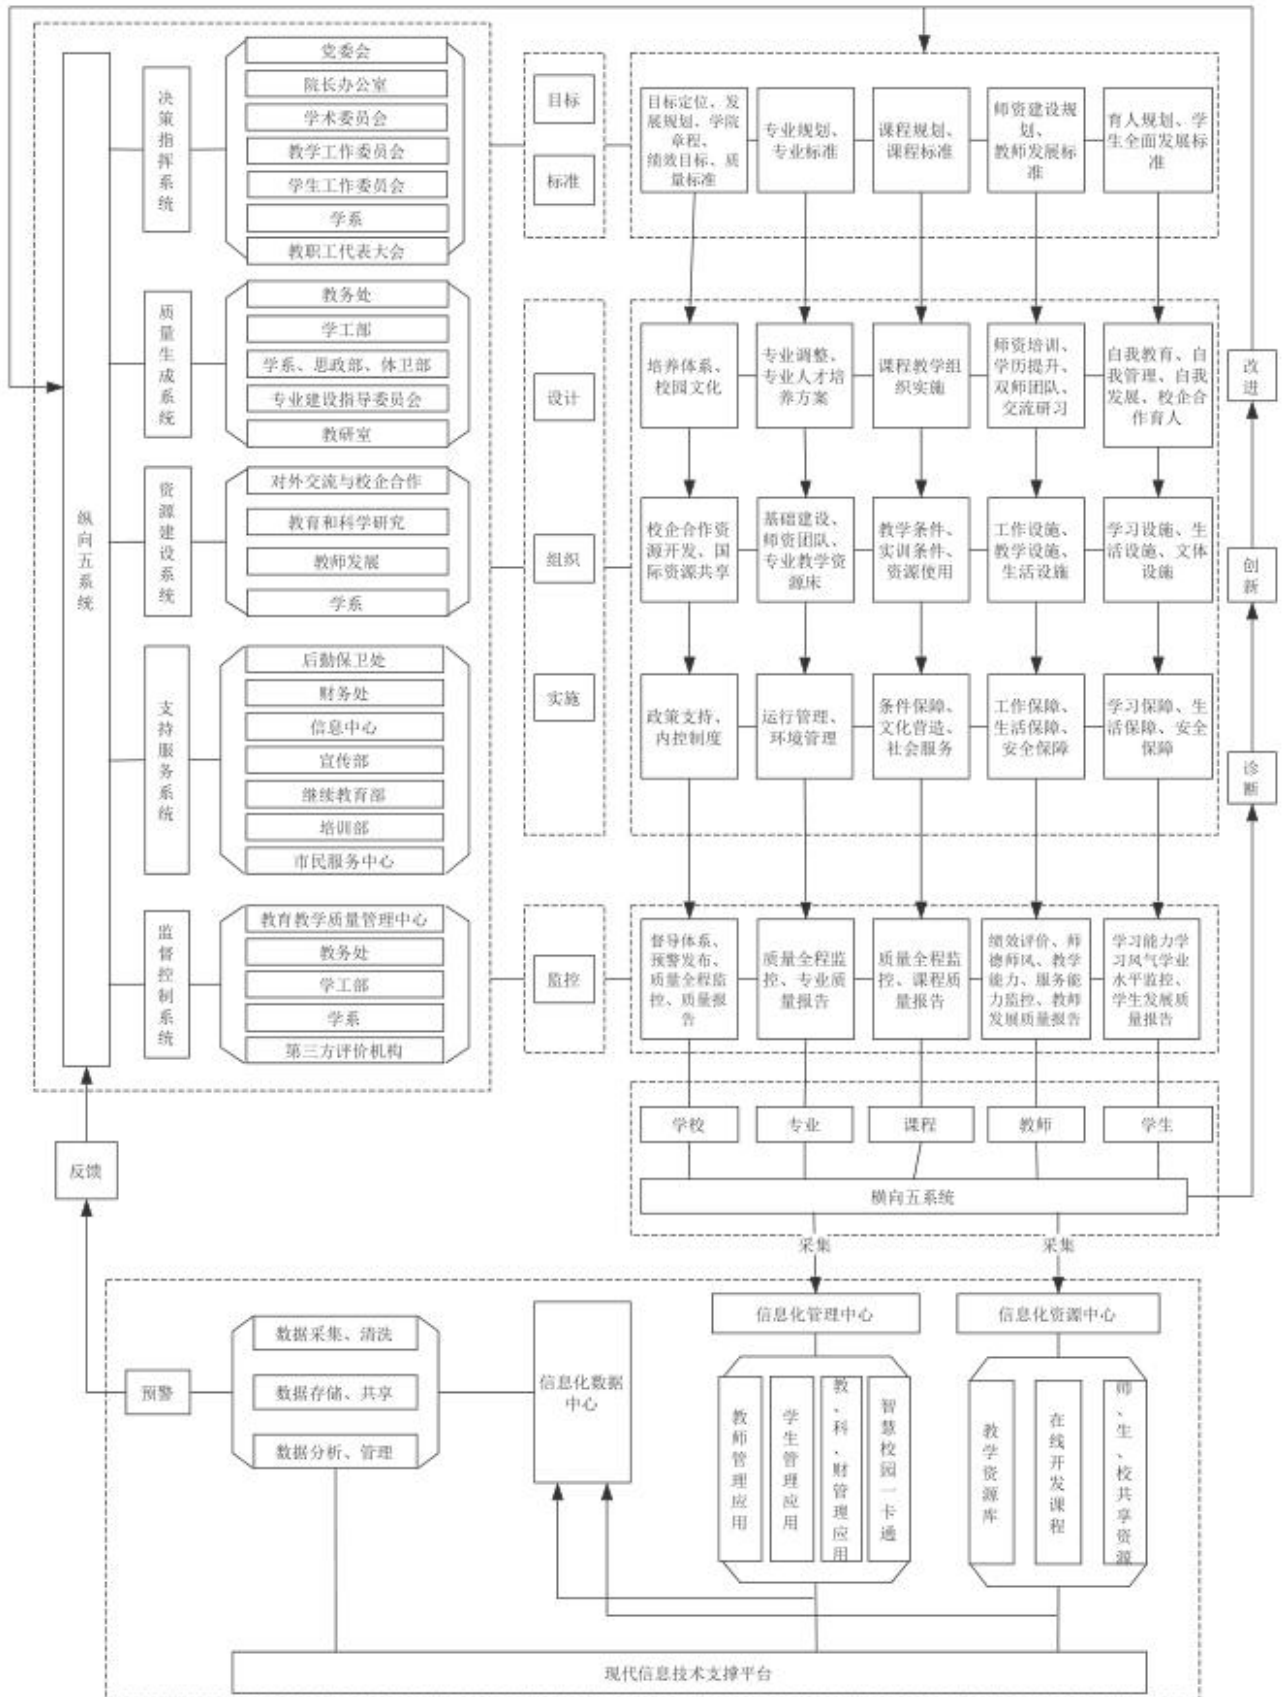 纵向五系统
决策指挥系统
党委会
院长办公室
学术委员会
教学工作委员会
学生工作委员会
学系
教职工代表大会
质量生成系统
教务处
学工部
学系、思政部、体卫部
专业建设指导委员会
教研室
资源建设系统
对外交流与校企合作
教育和科学研究
教师发展
学系
支持服务系统
后勤保卫处
财务处
信息中心
宣传部
继续教育部
培训部
市民服务中心
监督控制系统
教育教学质量管理中心
教务处
学工部
学系
第三方评价机构
目标
标准
设计
组织
实施
监控
目标定位、发
展规划、学院
章程、
绩效目标、质
量标准
专业规划、
专业标准
课程规划、
课程标准
师资建设规
划、
教师发展标
准
育人规划、学
生全面发展标
准
培养体系、
校园文化
专业调整、
专业人才培
养方案
课程教学组
织实施
师资培训、
学历提升、
双师团队、
交流研习
自我教育、自
我管理、自我
发展、校企合
作育人
校企合作资
源开发、国
际资源共享
基础建设、
师资团队、
专业教学资
源床
教学条件、
实训条件、
资源使用
工作设施、
教学设施、
生活设施
学习设施、生
活设施、文体
设施
政策支持、
内控制度
运行管理、
环境管理
条件保障、
文化营造、
社会服务
工作保障、
生活保障、
安全保障
学习保障、生
活保障、安全
保障
督导体系、
预警发布、
质量全程监
控、质量报
告
质量全程监
控、专业质
量报告
质量全程监
控、课程质
量报告
绩效评价、师
德师风、教学
能力、服务能
力监控、教师
发展质量报告
学习能力学
习风气学业
水平监控、
学生发展质
量报告
学校
专业
课程
教师
学生
横向五系统
改进
创新
诊断
采集
采集
反馈
预警
数据采集、清洗
数据存储、共享
数据分析、管理
信息化数据
中心
信息化管理中心
教师管理应用
学生管理应用
教、科、财管理应用
智慧校园一卡通
信息化资源中心
教学资源库
在线开发课程
师、生、校共享资源
现代信息技术支撑平台